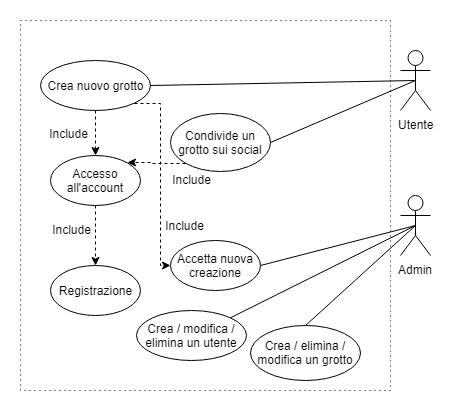 Crea nuovo grotto
Utente
Include
Condivide un
grotto sui social
Accesso
all'account
Include
Include
Include
Accetta nuova
creazione
Admin
Registrazione
Crea / modifica /
elimina un utente
Crea / elimina /
modifica un grotto